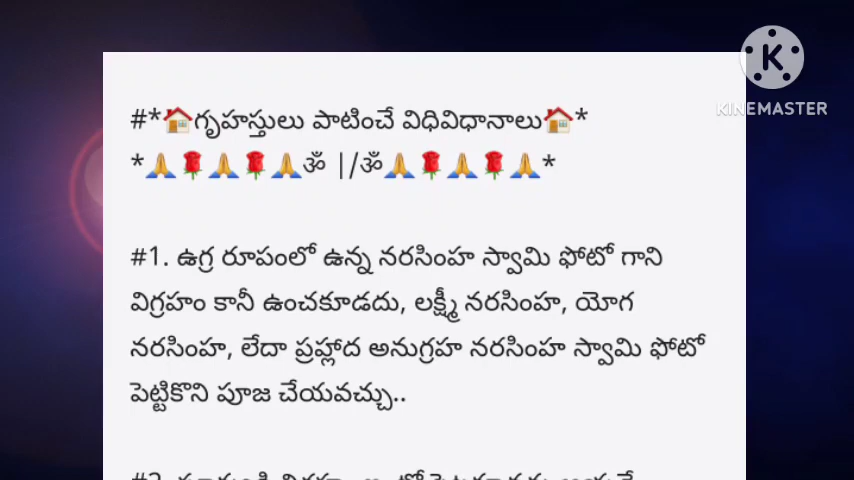 #*🏠గృహస్తులు పాటించే విధివిధానాలు🏠*
*🙏🌹🙏🌹🙏ॐ |/ॐ🙏🌹🙏🌹🙏*
#1. ఉగ్ర రూపంలో ఉన్న నరసింహ స్వామి ఫోటో గాని
విగ్రహం కానీ ఉంచకూడదు, లక్ష్మీ నరసింహ, యోగ
నరసింహ, లేదా ప్రహ్లాద అనుగ్రహ నరసింహ స్వామి ఫోటో
పెట్టికొని పూజ చేయవచ్చు..
K
KINEMASTER